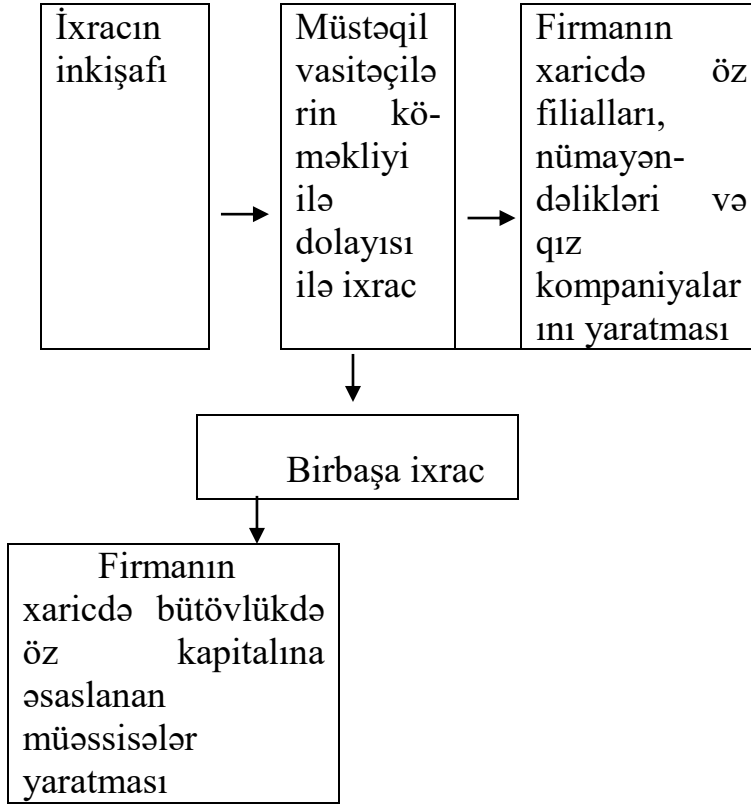 İxracın
inkişafı
Müstəqil
vasitəçilə
rin kö-
məkliyi
ilə
dolayısı
ilə ixrac
Firmanın
xaricdə öz
filialları,
nümayən-
dəlikləri və
qız
kompaniyalar
ını yaratması
Birbaşa ixrac
Firmanın
xaricdə bütövlükdə
öz kapitalına
əsaslanan
müəssisələr
yaratması